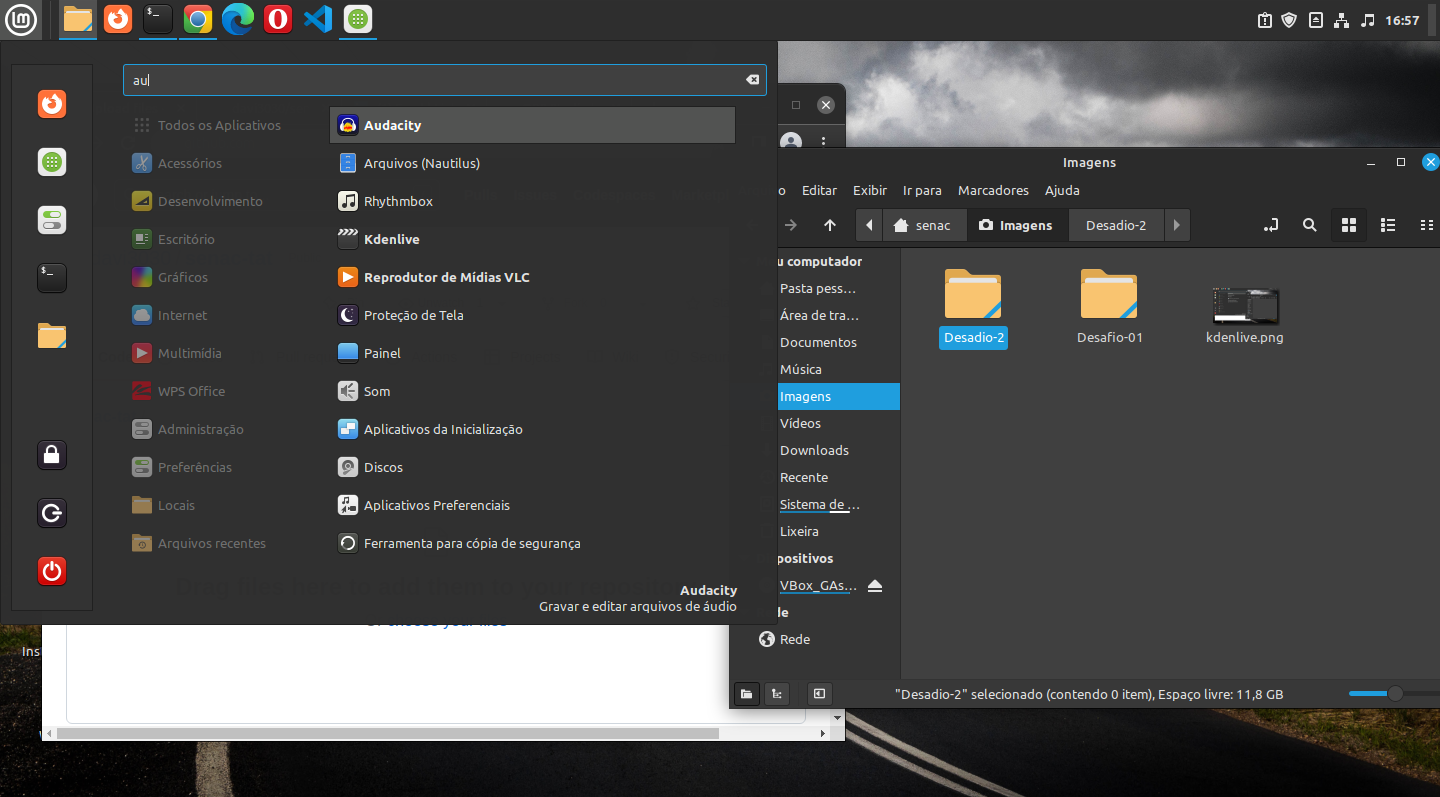 16:57
au
Todos os Aplicativos
Acessórios
Desenvolvimento
Escritório
Gráficos
Internet
Multimídia
WPS Office
Administração
Preferências
Locais
Arquivos recentes
Audacity
Arquivos (Nautilus)
Rhythmbox
Kdenlive
Reprodutor de Mídias VLC
Proteção de Tela
Painel
Som
Aplicativos da Inicialização
Discos
Aplicativos Preferenciais
Ferramenta para cópia de segurança
Audacity
Gravar e editar arquivos de áudio
Ins
Imagens
o Editar Exibir Ir para Marcadores Ajuda
senac Imagens Desadio-2
u computador
Pasta pess...
Área de tra...
Documentos
Música
Imagens
Vídeos
Downloads
Recente
Sistema de ...
Lixeira
positivos
VBox_GAs...
de
Rede
Desadio-2
Desafio-01
kdenlive.png
"Desadio-2" selecionado (contendo 0 item), Espaço livre: 11,8 GB